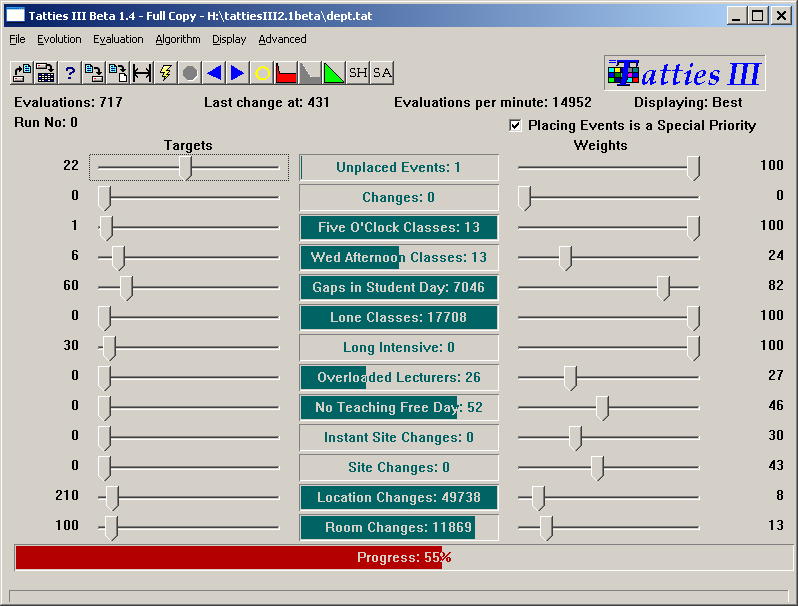 Tatties III Beta 1.4 - Full Copy - H:\tattiesIII2.1beta\dept.tat
File Evolution Evaluation Algorithm Display Advanced
? SH SA
Tatties III
Evaluations: 717 Last change at: 431 Evaluations per minute: 14952 Displaying: Best
Run No: 0 Placing Events is a Special Priority
Targets Weights
22 Unplaced Events: 1 100
0 Changes: 0 0
1 Five O'Clock Classes: 13 100
6 Wed Afternoon Classes: 13 24
60 Gaps in Student Day: 7046 82
0 Lone Classes: 17708 100
30 Long Intensive: 0 100
0 Overloaded Lecturers: 26 27
0 No Teaching Free Day: 52 46
0 Instant Site Changes: 0 30
0 Site Changes: 0 43
210 Location Changes: 49738 8
100 Room Changes: 11869 13
Progress: 55%